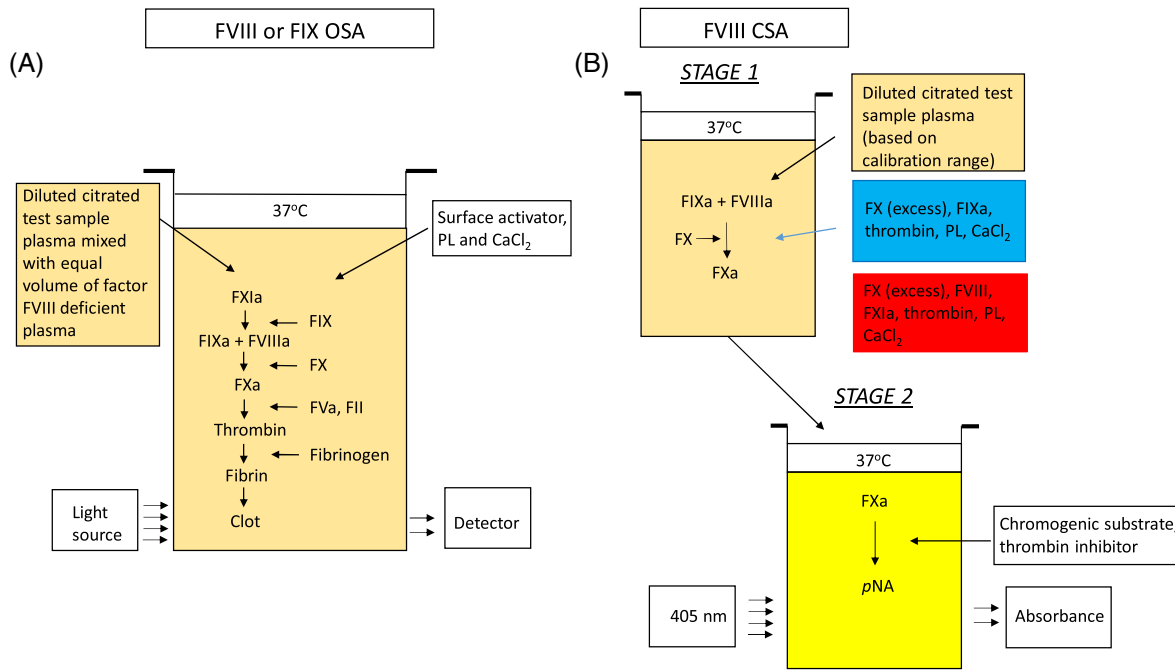 FVIII or FIX OSA
(A)
37°C
Diluted citrated
test sample
plasma mixed
with equal
volume of factor
FVIII deficient
plasma
Surface activator,
PL and CaCl₂
FXIa
FIX
FIXa + FVIIIa
FX
FXa
FVa, FII
Thrombin
Fibrinogen
Fibrin
Clot
Light
source
Detector
FVIII CSA
(B)
STAGE 1
37°C
Diluted citrated test
sample plasma
(based on
calibration range)
FIXa + FVIIIa
FX
FXa
FX (excess), FIXa,
thrombin, PL, CaCl₂
FX (excess), FVIII,
FXIa, thrombin, PL,
CaCl₂
STAGE 2
37°C
FXa
Chromogenic substrate,
thrombin inhibitor
pNA
405 nm
Absorbance